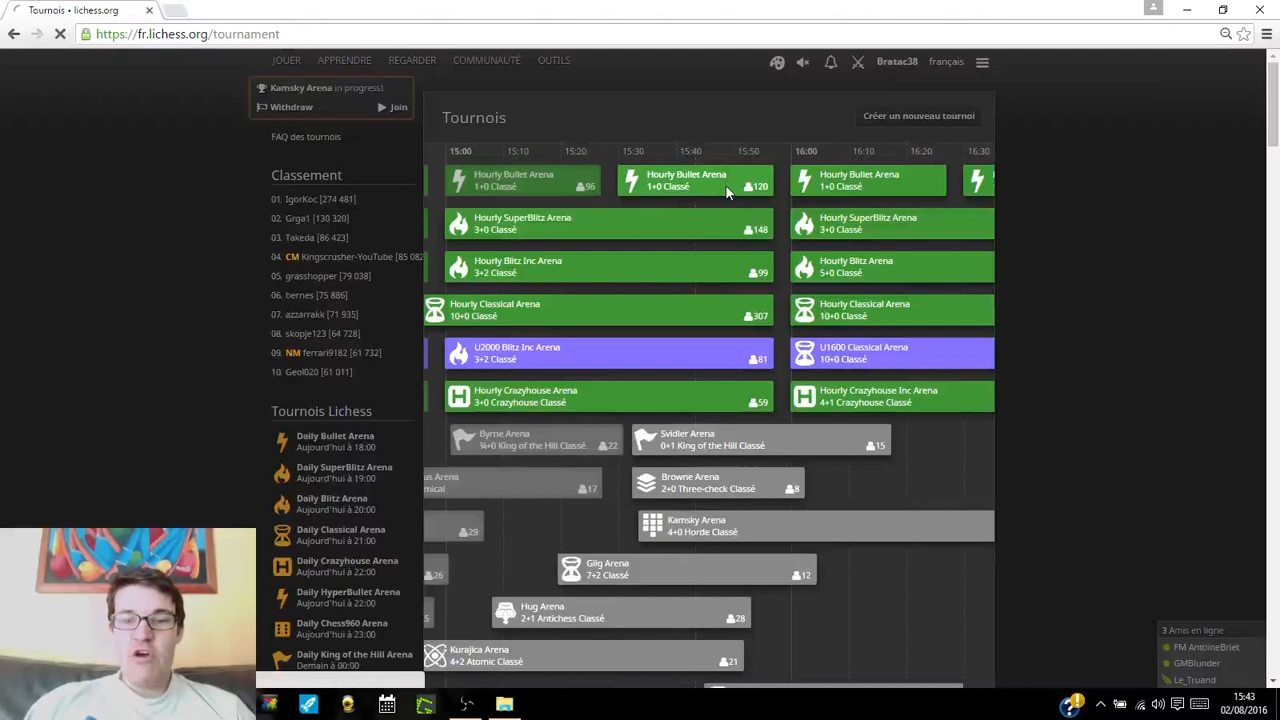 Tournois • lichess.org
https://fr.lichess.org/tournament
JOUER APPRENDRE REGARDER COMMUNAUTÉ OUTILS
Bratac38 français
Kamsky Arena in progress!
Withdraw Join
FAQ des tournois
Classement
01. IgorKoc [274 481]
02. Grga1 [130 320]
03. Takeda [86 423]
04. CM Kingscrusher-YouTube [85 082
05. grasshopper [79 038]
06. bernes [75 886]
07. azzarrakk [71 935]
08. skopje123 [64 728]
09. NM ferrari9182 [61 732]
10. Geol020 [61 011]
Tournois Lichess
Daily Bullet Arena
Aujourd'hui à 18:00
Daily SuperBlitz Arena
Aujourd'hui à 19:00
Daily Blitz Arena
Aujourd'hui à 20:00
Daily Classical Arena
Aujourd'hui à 21:00
Daily Crazyhouse Arena
Aujourd'hui à 22:00
Daily HyperBullet Arena
Aujourd'hui à 22:00
Daily Chess960 Arena
Aujourd'hui à 23:00
Daily King of the Hill Arena
Demain à 00:00
Tournois
Créer un nouveau tournoi
15:00 15:10 15:20 15:30 15:40 15:50 16:00 16:10 16:20 16:30
Hourly Bullet Arena
1+0 Classé 96
Hourly Bullet Arena
1+0 Classé 120
Hourly Bullet Arena
1+0 Classé
Hourly SuperBlitz Arena
3+0 Classé 148
Hourly SuperBlitz Arena
3+0 Classé
Hourly Blitz Inc Arena
3+2 Classé 99
Hourly Blitz Arena
5+0 Classé
Hourly Classical Arena
10+0 Classé 307
Hourly Classical Arena
10+0 Classé
U2000 Blitz Inc Arena
3+2 Classé 81
U1600 Classical Arena
10+0 Classé
Hourly Crazyhouse Arena
3+0 Crazyhouse Classé 59
Hourly Crazyhouse Inc Arena
4+1 Crazyhouse Classé
Byrne Arena
¼+0 King of the Hill Classé 22
Svidler Arena
0+1 King of the Hill Classé 15
us Arena
mical 17
Browne Arena
2+0 Three-check Classé 8
29
Kamsky Arena
4+0 Horde Classé
26
Glig Arena
7+2 Classé 12
5
Hug Arena
2+1 Antichess Classé 28
Kurajica Arena
4+2 Atomic Classé 21
3 Amis en ligne
FM AntoineBriet
GMBlunder
Le_Truand
15:43
02/08/2016